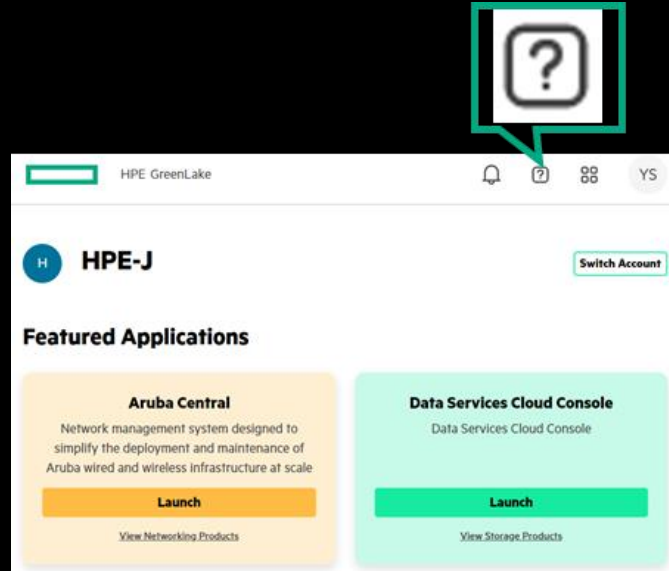 ?
HPE GreenLake
?
YS
H
HPE-J
Switch Account
Featured Applications
Aruba Central
Network management system designed to
simplify the deployment and maintenance of
Aruba wired and wireless infrastructure at scale
Launch
View Networking Products
Data Services Cloud Console
Data Services Cloud Console
Launch
View Storage Products